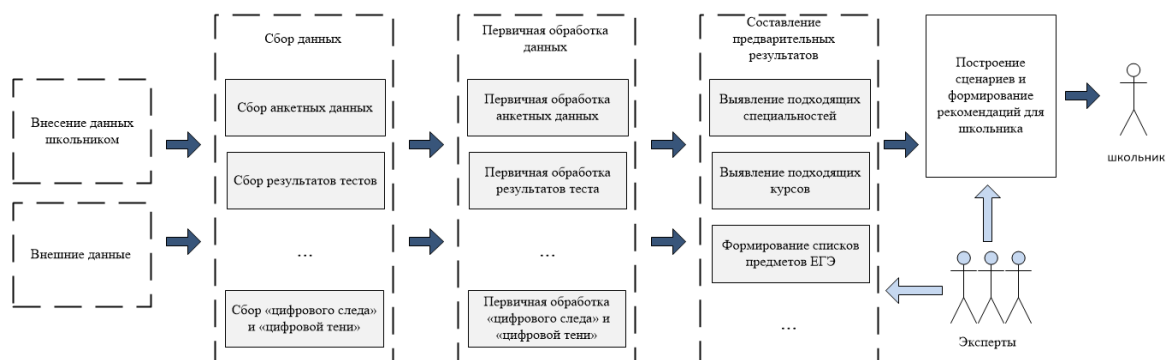 Внесение данных
школьником
Внешние данные
Сбор данных
Сбор анкетных данных
Сбор результатов тестов
...
Сбор «цифрового следа»
и «цифровой тени»
Первичная обработка
данных
Первичная обработка
анкетных данных
Первичная обработка
результатов теста
...
Первичная обработка
«цифрового следа» и
«цифровой тени»
Составление
предварительных
результатов
Выявление подходящих
специальностей
Выявление подходящих
курсов
Формирование списков
предметов ЕГЭ
...
Построение
сценариев и
формирование
рекомендаций для
школьника
школьник
Эксперты